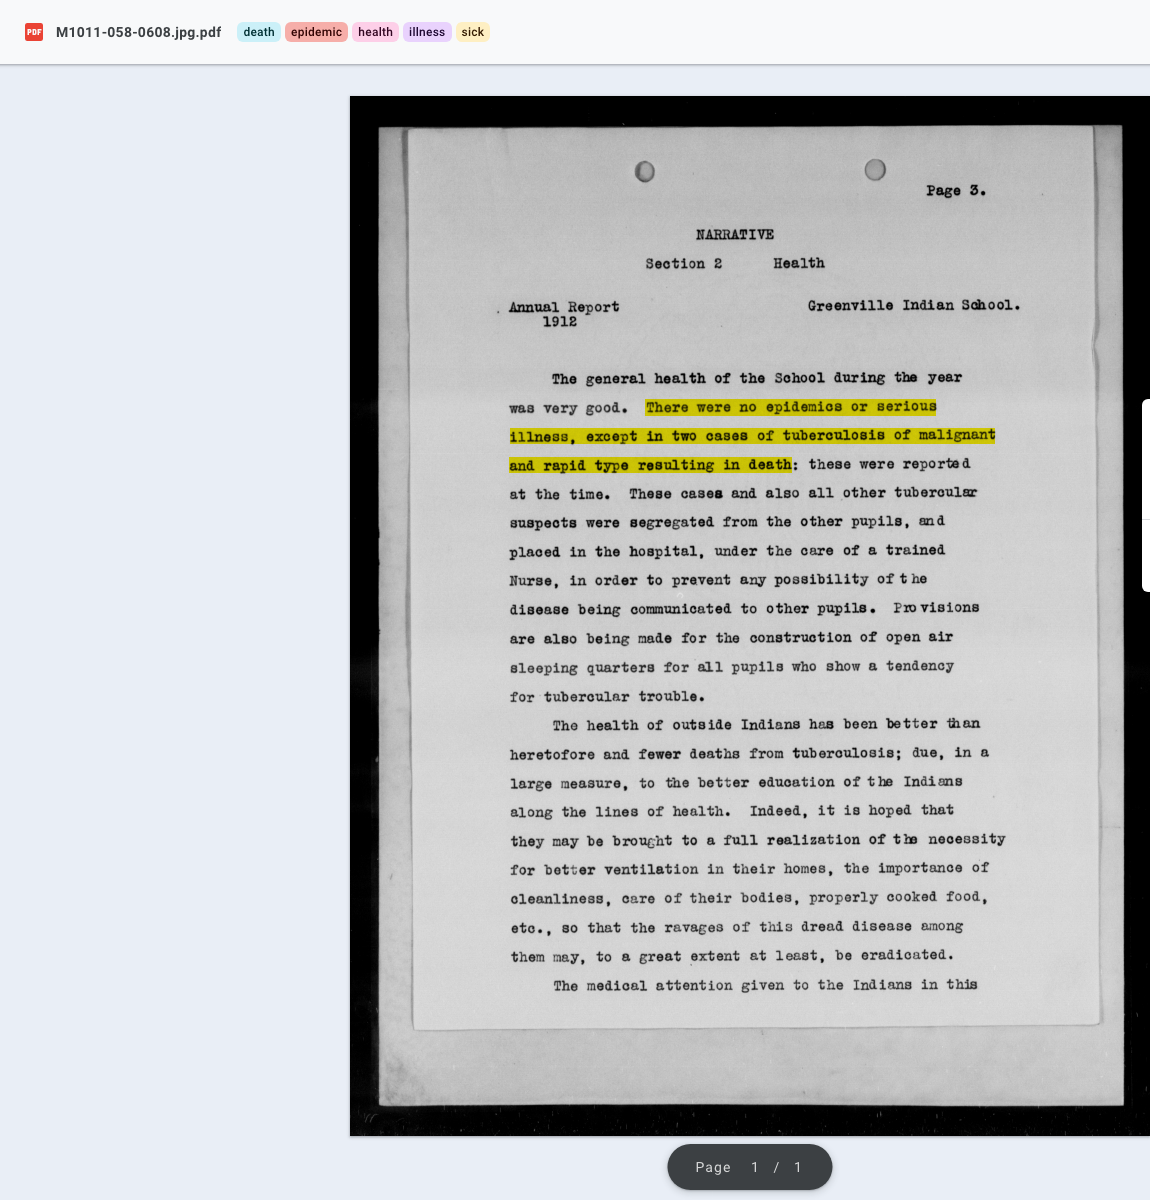 PDF M1011-058-0608.jpg.pdf death epidemic health illness sick
Page 3.
NARRATIVE
Section 2 Health
Annual Report Greenville Indian School.
1912
The general health of the School during the year
was very good. There were no epidemics or serious
illness, except in two cases of tuberculosis of malignant
and rapid type resulting in death: these were reported
at the time. These cases and also all other tubercular
suspects were segregated from the other pupils, and
placed in the hospital, under the care of a trained
Nurse, in order to prevent any possibility of the
disease being communicated to other pupils. Provisions
are also being made for the construction of open air
sleeping quarters for all pupils who show a tendency
for tubercular trouble.
The health of outside Indians has been better than
heretofore and fewer deaths from tuberculosis; due, in a
large measure, to the better education of the Indians
along the lines of health. Indeed, it is hoped that
they may be brought to a full realization of the necessity
for better ventilation in their homes, the importance of
cleanliness, care of their bodies, properly cooked food,
etc., so that the ravages of this dread disease among
them may, to a great extent at least, be eradicated.
The medical attention given to the Indians in this
Page 1 / 1